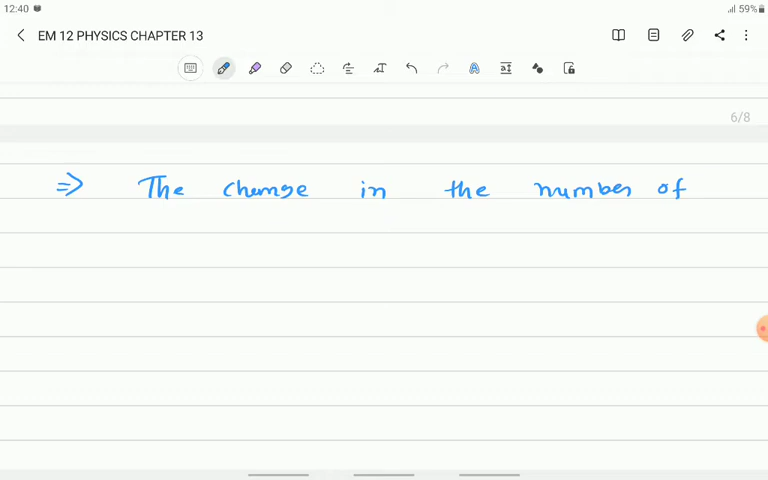 12:40
59%
EM 12 PHYSICS CHAPTER 13
6/8
⇒ The change in the number of